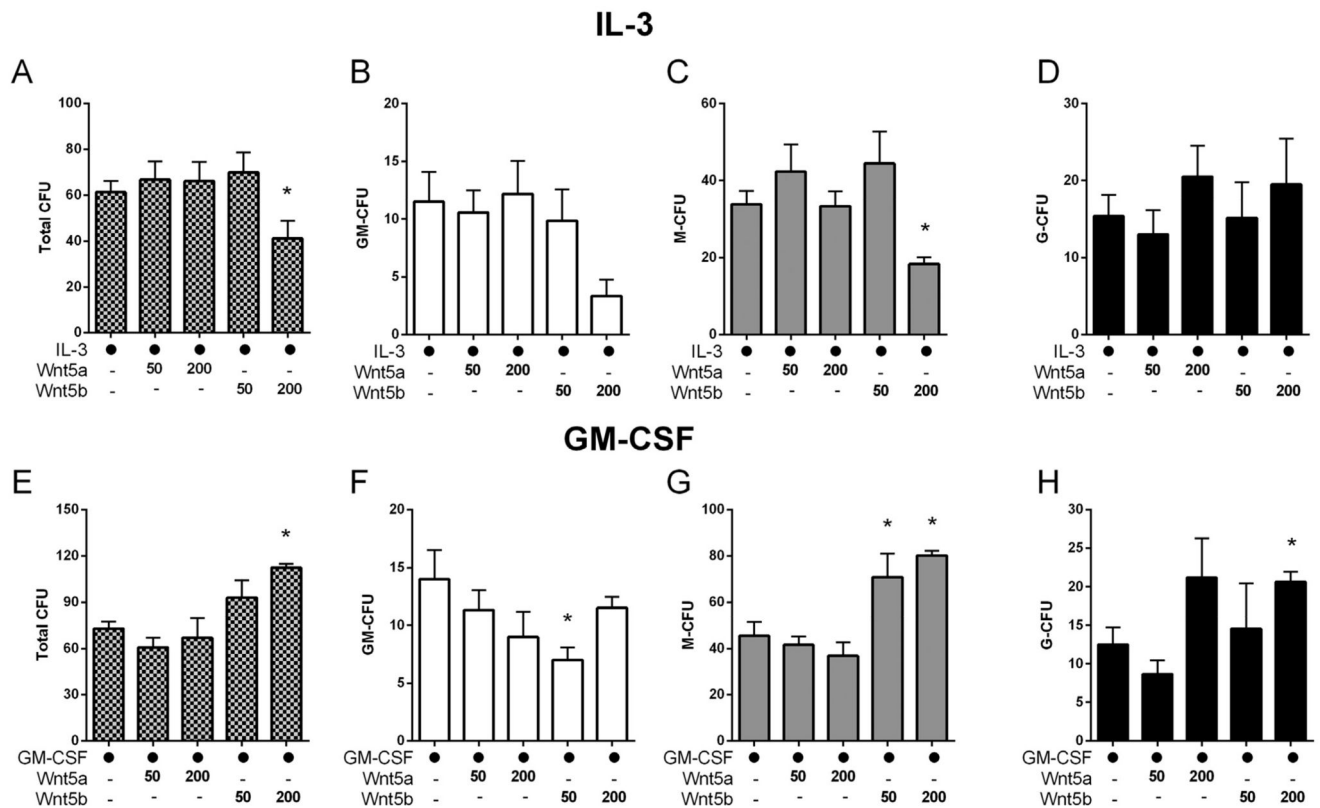 IL-3
A
B
C
D
100
80
60
40
20
0
Total CFU
20
15
10
5
0
GM-CFU
60
40
20
0
M-CFU
30
20
10
0
G-CFU
*
*
IL-3 ● ● ● ● ●
Wnt5a - 50 200 - -
Wnt5b - - - 50 200
IL-3 ● ● ● ● ●
Wnt5a - 50 200 - -
Wnt5b - - - 50 200
IL-3 ● ● ● ● ●
Wnt5a - 50 200 - -
Wnt5b - - - 50 200
IL-3 ● ● ● ● ●
Wnt5a - 50 200 - -
Wnt5b - - - 50 200
GM-CSF
E
F
G
H
150
120
90
60
30
0
Total CFU
20
15
10
5
0
GM-CFU
100
80
60
40
20
0
M-CFU
30
25
20
15
10
5
0
G-CFU
*
*
* *
*
GM-CSF ● ● ● ● ●
Wnt5a - 50 200 - -
Wnt5b - - - 50 200
GM-CSF ● ● ● ● ●
Wnt5a - 50 200 - -
Wnt5b - - - 50 200
GM-CSF ● ● ● ● ●
Wnt5a - 50 200 - -
Wnt5b - - - 50 200
GM-CSF ● ● ● ● ●
Wnt5a - 50 200 - -
Wnt5b - - - 50 200